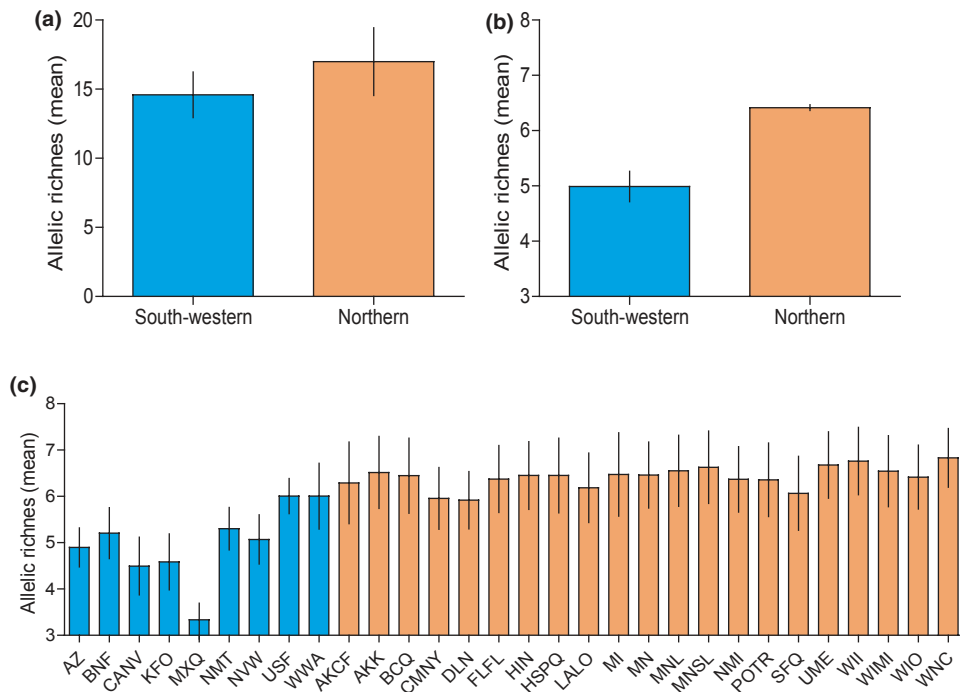 (a)
Allelic richnes (mean)
20
15
10
5
0
South-western
Northern
(b)
Allelic richnes (mean)
8
7
6
5
4
3
South-western
Northern
(c)
Allelic richnes (mean)
8
7
6
5
4
3
AZ
BNF
CANV
KFO
MXQ
NMT
NVW
USF
WWA
AKCF
AKK
BCQ
CMNY
DLN
FLFL
HIN
HSPQ
LALO
MI
MN
MNL
MNSL
NMI
POTR
SFQ
UME
WII
WIMI
WIO
WNC